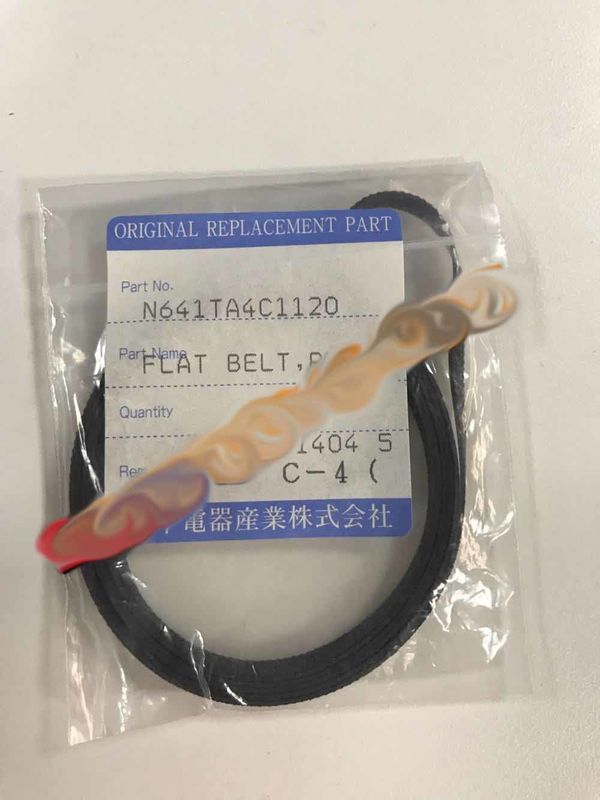 ORIGINAL REPLACEMENT PART
Part No.
N641TA4C1120
Part Name
FLAT BELT,
Quantity
1404 5
C-4 (
電器産業株式会社